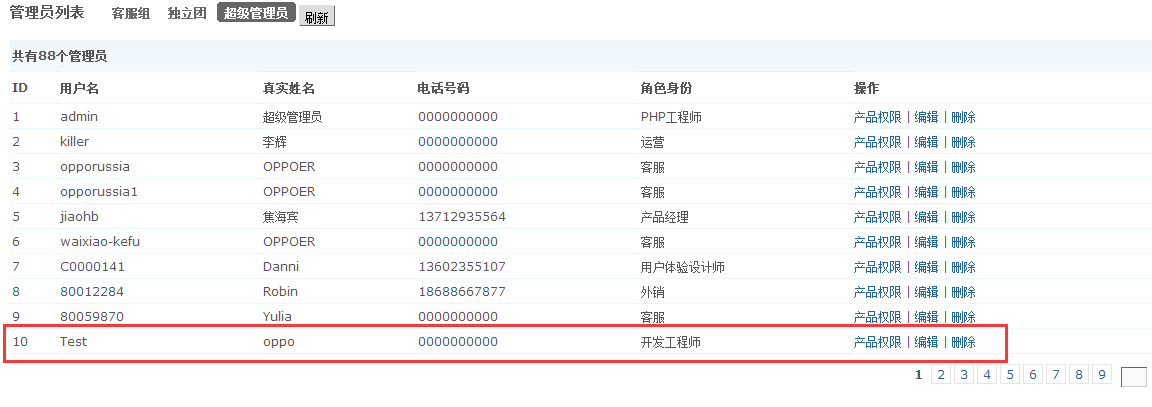 管理员列表 客服组 独立团 超级管理员 刷新
共有88个管理员
ID 用户名 真实姓名 电话号码 角色身份 操作
1 admin 超级管理员 0000000000 PHP工程师 产品权限 | 编辑 | 删除
2 killer 李辉 0000000000 运营 产品权限 | 编辑 | 删除
3 opporussia OPPOER 0000000000 客服 产品权限 | 编辑 | 删除
4 opporussia1 OPPOER 0000000000 客服 产品权限 | 编辑 | 删除
5 jiaohb 焦海宾 13712935564 产品经理 产品权限 | 编辑 | 删除
6 waixiao-kefu OPPOER 0000000000 客服 产品权限 | 编辑 | 删除
7 C0000141 Danni 13602355107 用户体验设计师 产品权限 | 编辑 | 删除
8 80012284 Robin 18688667877 外销 产品权限 | 编辑 | 删除
9 80059870 Yulia 0000000000 客服 产品权限 | 编辑 | 删除
10 Test oppo 0000000000 开发工程师 产品权限 | 编辑 | 删除
1 2 3 4 5 6 7 8 9